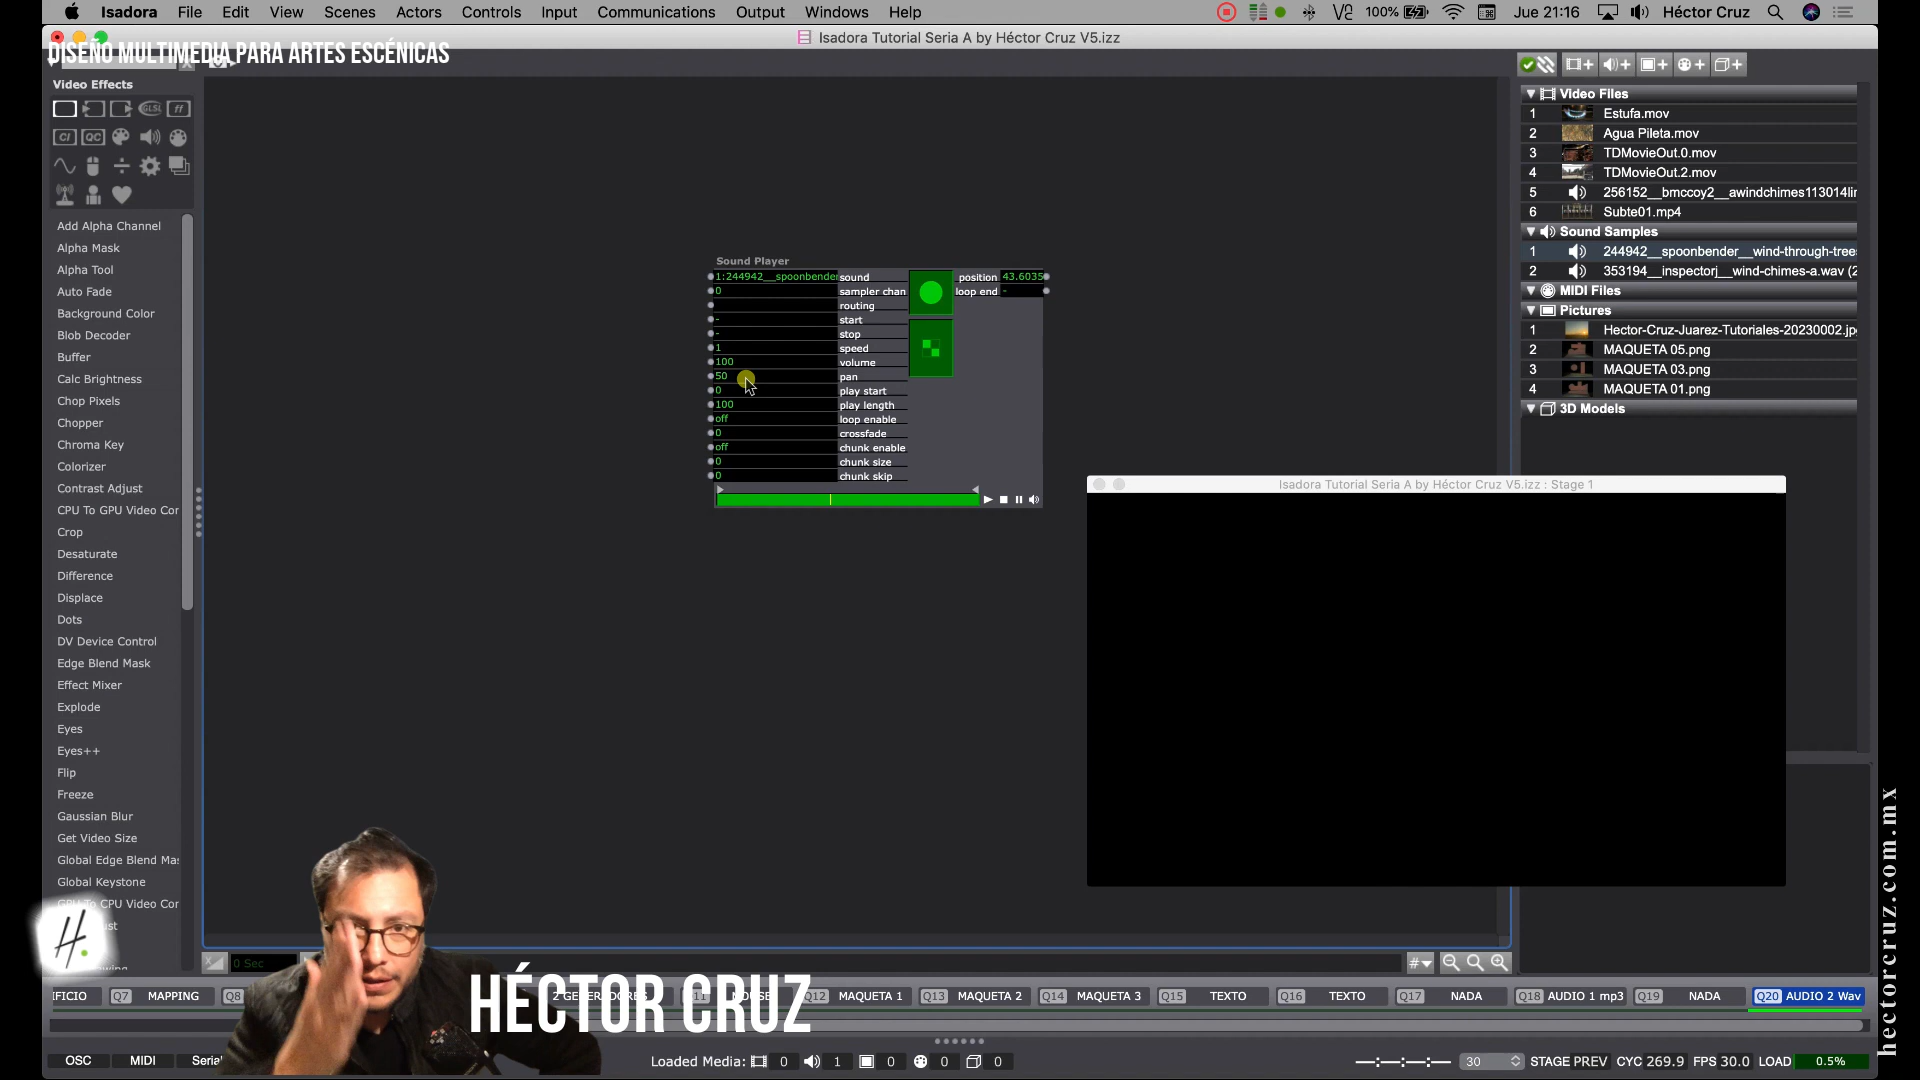 Isadora File Edit View Scenes Actors Controls Input Communications Output Windows Help
100% Jue 21:16 Héctor Cruz
Isadora Tutorial Seria A by Héctor Cruz V5.izz
DISEÑO MULTIMEDIA PARA ARTES ESCÉNICAS
Video Effects
GLSL ff
CI QC
Add Alpha Channel
Alpha Mask
Alpha Tool
Auto Fade
Background Color
Blob Decoder
Buffer
Calc Brightness
Chop Pixels
Chopper
Chroma Key
Colorizer
Contrast Adjust
CPU To GPU Video Cor
Crop
Desaturate
Difference
Displace
Dots
DV Device Control
Edge Blend Mask
Effect Mixer
Explode
Eyes
Eyes++
Flip
Freeze
Gaussian Blur
Get Video Size
Global Edge Blend Ma
Global Keystone
To CPU Video Cor
Sound Player
1:244942__spoonbender sound position 43.6035
0 sampler chan loop end -
routing
- start
- stop
1 speed
100 volume
50 pan
0 play start
100 play length
off loop enable
0 crossfade
off chunk enable
0 chunk size
0 chunk skip
Video Files
1 Estufa.mov
2 Agua Pileta.mov
3 TDMovieOut.0.mov
4 TDMovieOut.2.mov
5 256152__bmccoy2__awindchimes113014lir
6 Subte01.mp4
Sound Samples
1 244942__spoonbender__wind-through-tree
2 353194__inspectorj__wind-chimes-a.wav (2
MIDI Files
Pictures
1 Hector-Cruz-Juarez-Tutoriales-20230002.jp
2 MAQUETA 05.png
3 MAQUETA 03.png
4 MAQUETA 01.png
3D Models
Isadora Tutorial Seria A by Héctor Cruz V5.izz : Stage 1
0 Sec
#
IFICIO Q7 MAPPING Q8 Q12 MAQUETA 1 Q13 MAQUETA 2 Q14 MAQUETA 3 Q15 TEXTO Q16 TEXTO Q17 NADA Q18 AUDIO 1 mp3 Q19 NADA Q20 AUDIO 2 Wav
HÉCTOR CRUZ
OSC MIDI Serial Loaded Media: 0 1 0 0 0 30 STAGE PREV CYC 269.9 FPS 30.0 LOAD 0.5%
H.
hectorcruz.com.mx